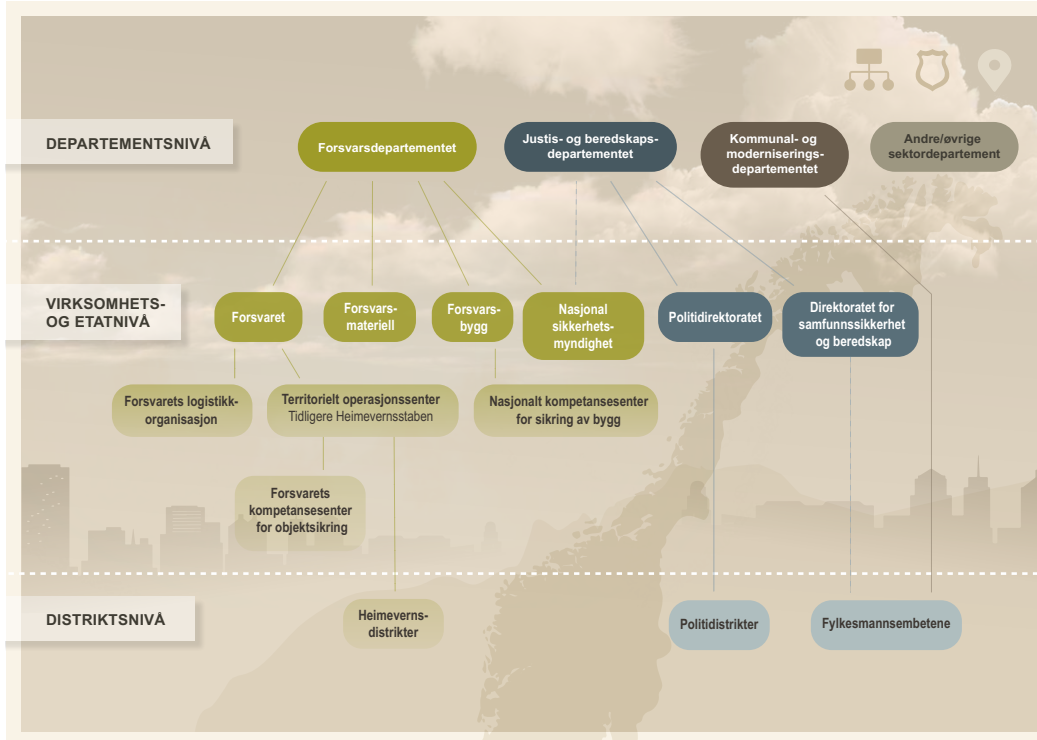 DEPARTEMENTSNIVÅ
Forsvarsdepartementet
Justis- og beredskaps-
departementet
Kommunal- og
moderniserings-
departementet
Andre/øvrige
sektordepartement
VIRKSOMHETS-
OG ETATNIVÅ
Forsvaret
Forsvars-
materiell
Forsvars-
bygg
Nasjonal
sikkerhets-
myndighet
Politidirektoratet
Direktoratet for
samfunnssikkerhet
og beredskap
Forsvarets logistikk-
organisasjon
Territorielt operasjonssenter
Tidligere Heimevernsstaben
Nasjonalt kompetansesenter
for sikring av bygg
Forsvarets
kompetansesenter
for objektsikring
DISTRIKTSNIVÅ
Heimeverns-
distrikter
Politidistrikter
Fylkesmannsembetene